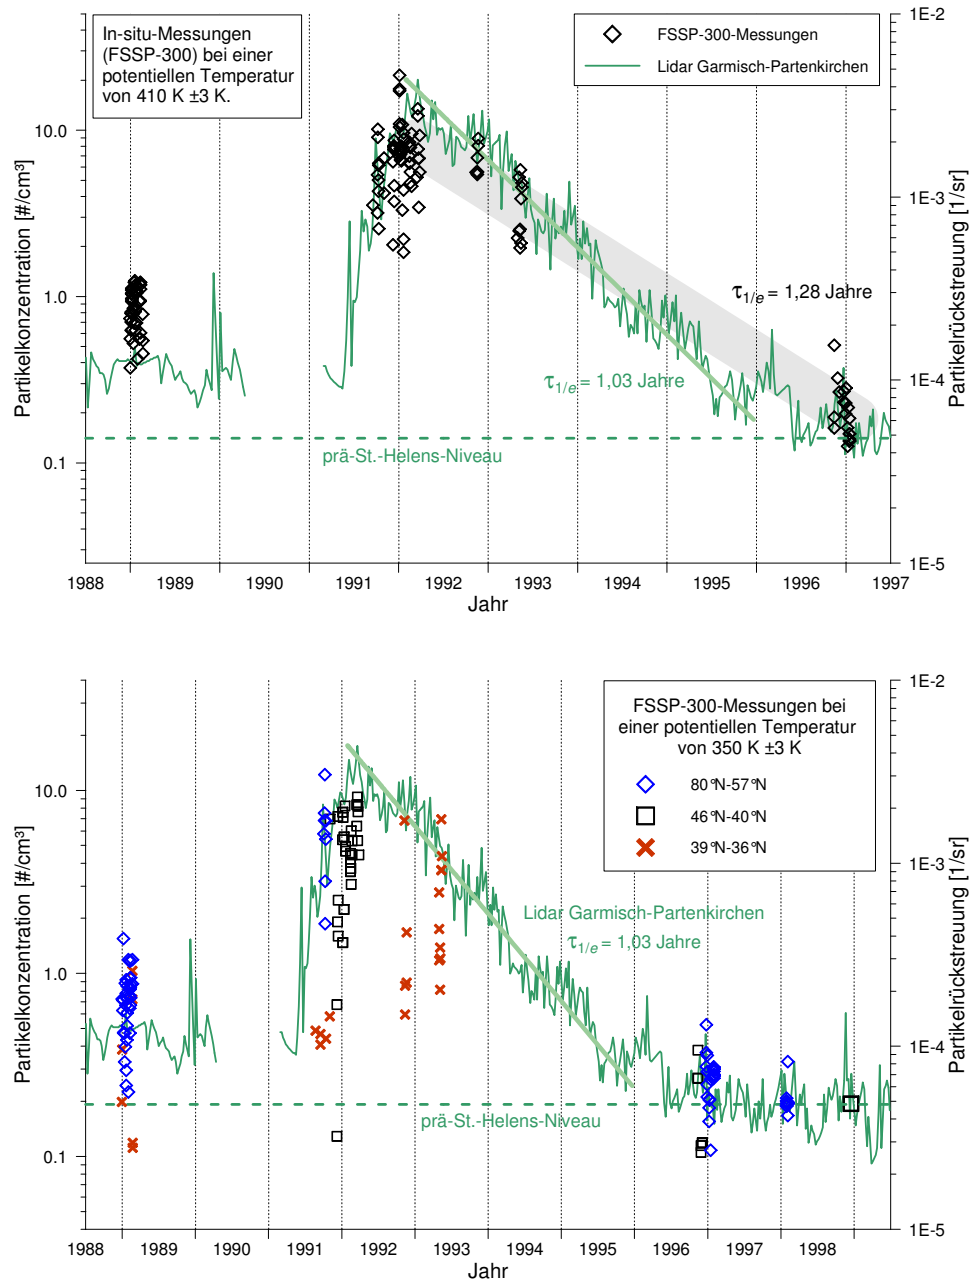 In-situ-Messungen
(FSSP-300) bei einer
potentiellen Temperatur
von 410 K ±3 K.
FSSP-300-Messungen
Lidar Garmisch-Partenkirchen
1E-2
10.0
1E-3
1.0
1E-4
0.1
1E-5
Partikelkonzentration [#/cm³]
Partikelrückstreuung [1/sr]
τ1/e = 1,28 Jahre
τ1/e = 1,03 Jahre
prä-St.-Helens-Niveau
1988 1989 1990 1991 1992 1993 1994 1995 1996 1997
Jahr
FSSP-300-Messungen bei
einer potentiellen Temperatur
von 350 K ±3 K
80°N-57°N
46°N-40°N
39°N-36°N
1E-2
10.0
1E-3
1.0
1E-4
0.1
1E-5
Partikelkonzentration [#/cm³]
Partikelrückstreuung [1/sr]
Lidar Garmisch-Partenkirchen
τ1/e = 1,03 Jahre
prä-St.-Helens-Niveau
1988 1989 1990 1991 1992 1993 1994 1995 1996 1997 1998
Jahr